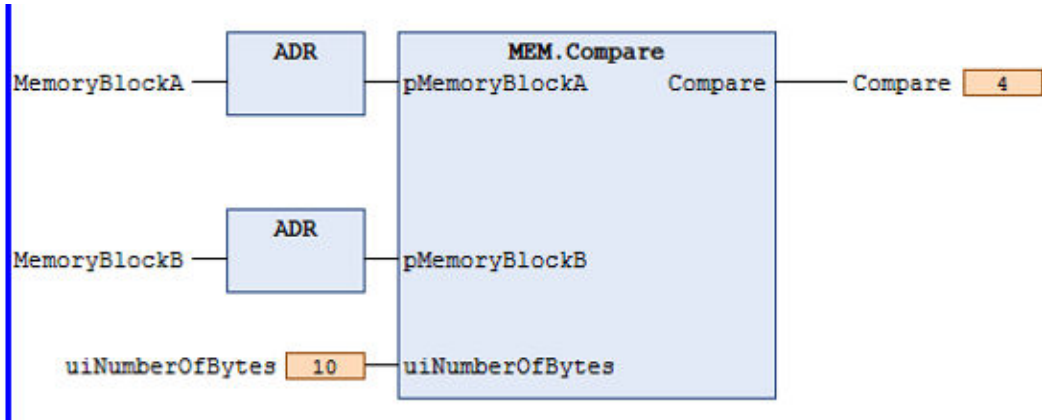 ADR MEM.Compare
MemoryBlockA pMemoryBlockA Compare Compare 4
ADR
MemoryBlockB pMemoryBlockB
uiNumberOfBytes 10 uiNumberOfBytes